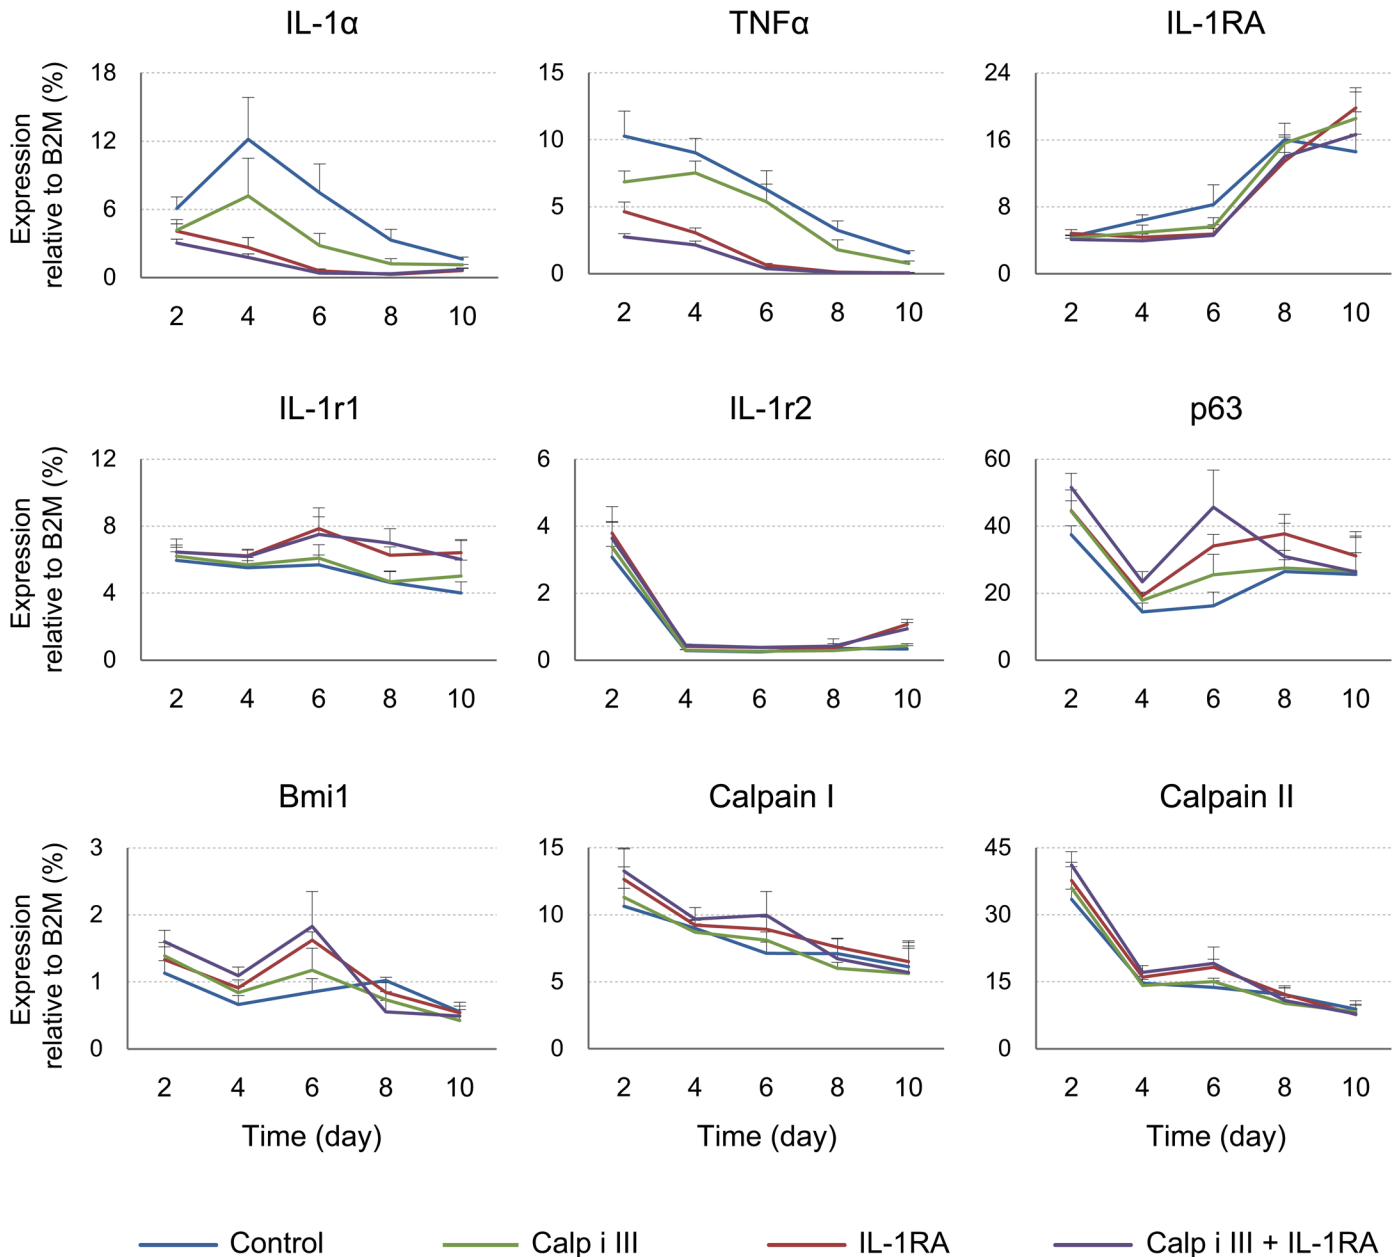 IL-1α TNFα IL-1RA
Expression
relative to B2M (%)
18
12
6
0
2 4 6 8 10
15
10
5
0
2 4 6 8 10
24
16
8
0
2 4 6 8 10
IL-1r1 IL-1r2 p63
Expression
relative to B2M (%)
12
8
4
0
2 4 6 8 10
6
4
2
0
2 4 6 8 10
60
40
20
0
2 4 6 8 10
Bmi1 Calpain I Calpain II
Expression
relative to B2M (%)
3
2
1
0
2 4 6 8 10
Time (day)
15
10
5
0
2 4 6 8 10
Time (day)
45
30
15
0
2 4 6 8 10
Time (day)
Control Calp i III IL-1RA Calp i III + IL-1RA